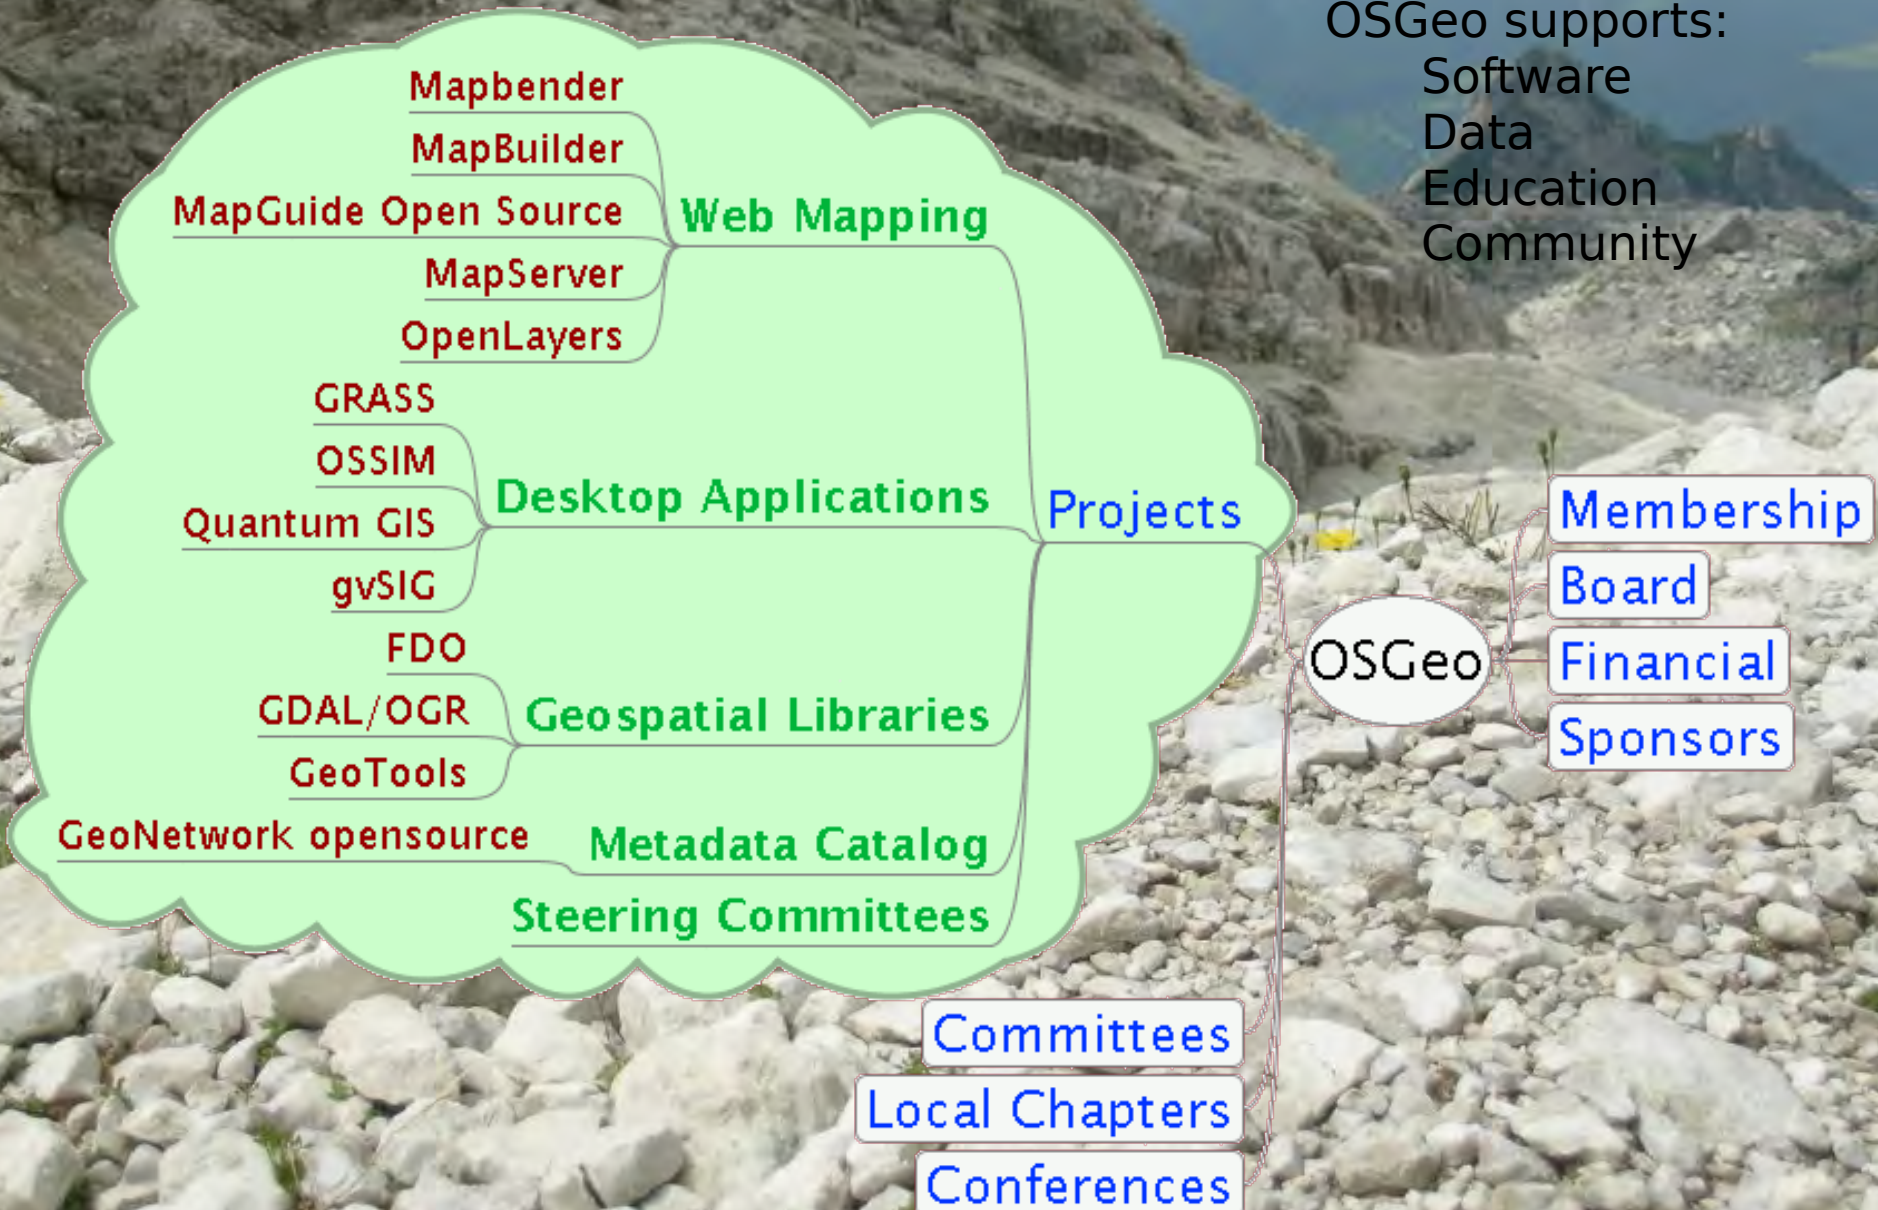 OSGeo supports:
Software
Data
Education
Community
Mapbender
MapBuilder
MapGuide Open Source
MapServer
OpenLayers
Web Mapping
GRASS
OSSIM
Quantum GIS
gvSIG
Desktop Applications
FDO
GDAL/OGR
GeoTools
Geospatial Libraries
GeoNetwork opensource
Metadata Catalog
Steering Committees
Projects
OSGeo
Membership
Board
Financial
Sponsors
Committees
Local Chapters
Conferences